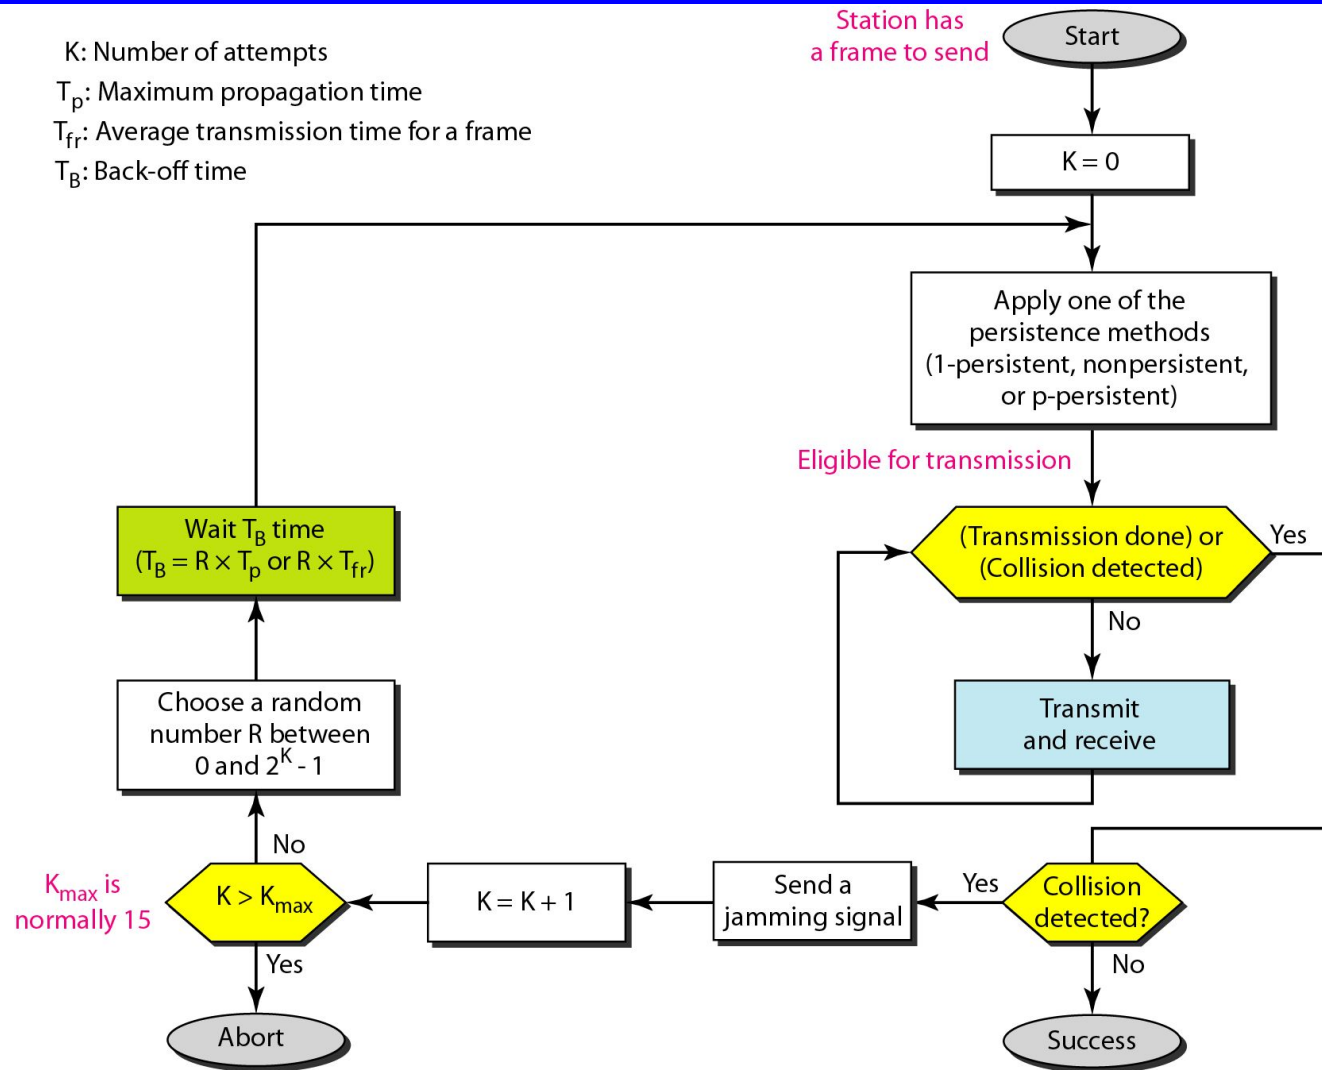 K: Number of attempts
Tp: Maximum propagation time
Tfr: Average transmission time for a frame
TB: Back-off time
Station has
a frame to send
Start
K = 0
Apply one of the
persistence methods
(1-persistent, nonpersistent,
or p-persistent)
Eligible for transmission
(Transmission done) or
(Collision detected)
Yes
No
Transmit
and receive
Collision
detected?
Yes
No
Success
Send a
jamming signal
K = K + 1
K > Kmax
Kmax is
normally 15
Yes
Abort
No
Choose a random
number R between
0 and 2^K - 1
Wait TB time
(TB = R × Tp or R × Tfr)